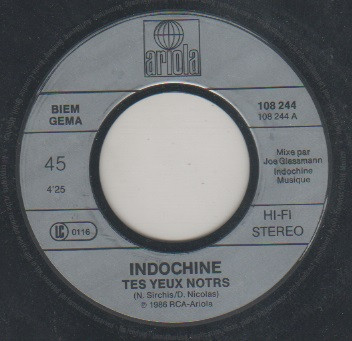 ariola
BIEM
GEMA
108 244
108 244 A
45
4'25
Mixe par
Joe Glassmann
Indochine
Musique
LC 0116
HI-FI
STEREO
INDOCHINE
TES YEUX NOTRS
(N. Sirchis/D. Nicolas)
℗ 1986 RCA-Ariola